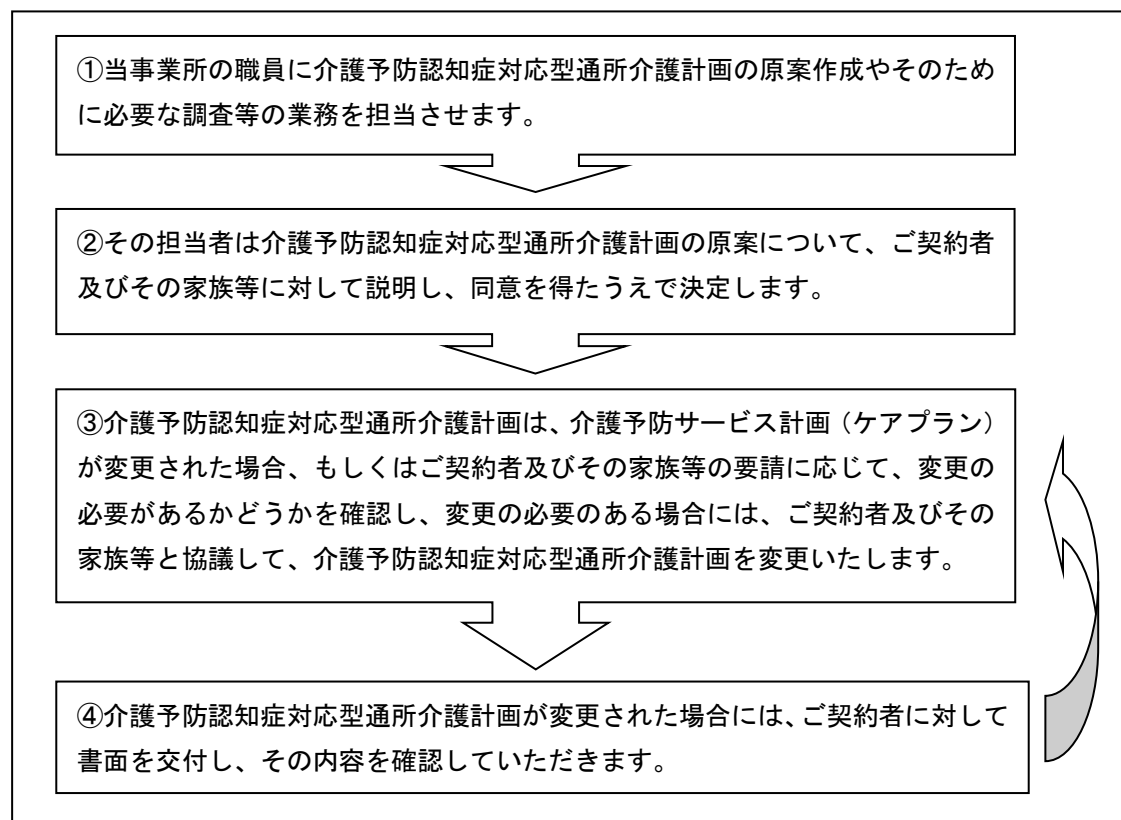 ①当事業所の職員に介護予防認知症対応型通所介護計画の原案作成やそのため
に必要な調査等の業務を担当させます。
②その担当者は介護予防認知症対応型通所介護計画の原案について、ご契約者
及びその家族等に対して説明し、同意を得たうえで決定します。
③介護予防認知症対応型通所介護計画は、介護予防サービス計画（ケアプラン）
が変更された場合、もしくはご契約者及びその家族等の要請に応じて、変更の
必要があるかどうかを確認し、変更の必要のある場合には、ご契約者及びその
家族等と協議して、介護予防認知症対応型通所介護計画を変更いたします。
④介護予防認知症対応型通所介護計画が変更された場合には、ご契約者に対して
書面を交付し、その内容を確認していただきます。